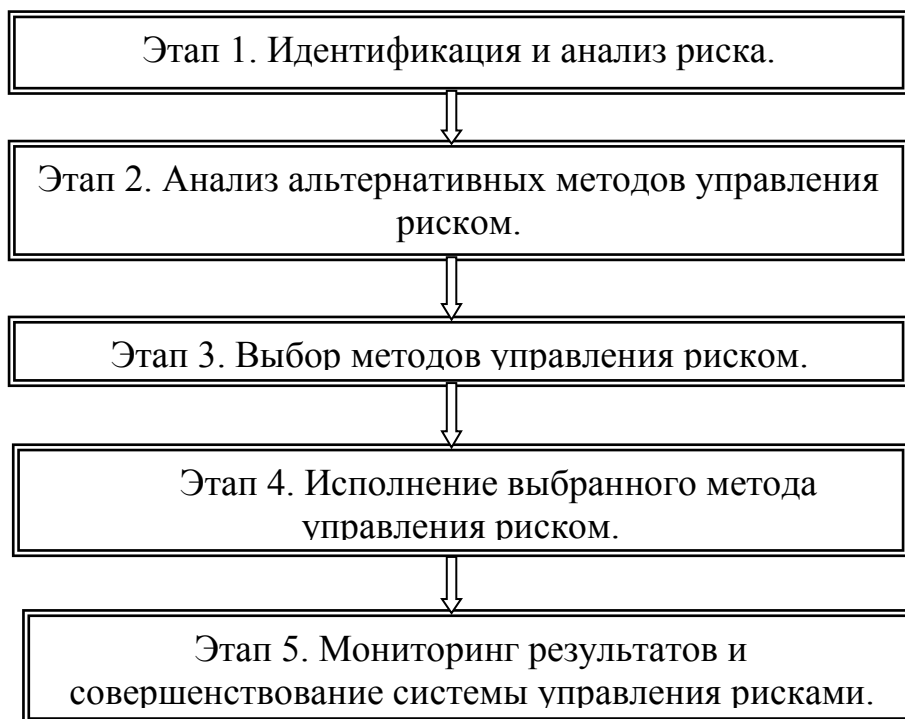 Этап 1. Идентификация и анализ риска.
Этап 2. Анализ альтернативных методов управления
риском.
Этап 3. Выбор методов управления риском.
Этап 4. Исполнение выбранного метода
управления риском.
Этап 5. Мониторинг результатов и
совершенствование системы управления рисками.